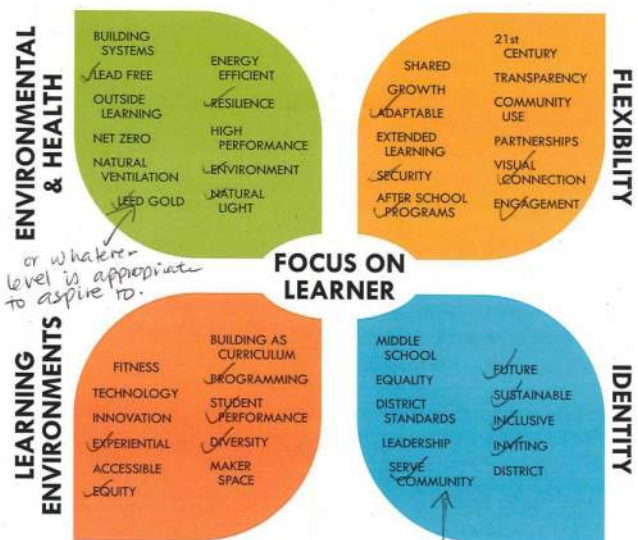 ENVIRONMENTAL
& HEALTH
BUILDING
SYSTEMS
LEAD FREE
OUTSIDE
LEARNING
NET ZERO
NATURAL
VENTILATION
LEED GOLD
ENERGY
EFFICIENT
RESILIENCE
HIGH
PERFORMANCE
ENVIRONMENT
NATURAL
LIGHT
or whatever
level is appropriate
to aspire to.
SHARED
GROWTH
ADAPTABLE
EXTENDED
LEARNING
SECURITY
AFTER SCHOOL
PROGRAMS
21st
CENTURY
TRANSPARENCY
COMMUNITY
USE
PARTNERSHIPS
VISUAL
CONNECTION
ENGAGEMENT
FLEXIBILITY
FOCUS ON
LEARNER
LEARNING
ENVIRONMENTS
FITNESS
TECHNOLOGY
INNOVATION
EXPERIENTIAL
ACCESSIBLE
EQUITY
BUILDING AS
CURRICULUM
PROGRAMMING
STUDENT
PERFORMANCE
DIVERSITY
MAKER
SPACE
MIDDLE
SCHOOL
EQUALITY
DISTRICT
STANDARDS
LEADERSHIP
SERVE
COMMUNITY
FUTURE
SUSTAINABLE
INCLUSIVE
INVITING
DISTRICT
IDENTITY